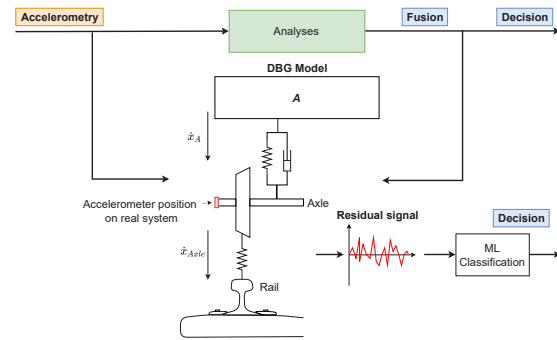 Accelerometry
Analyses
Fusion
Decision
DBG Model
A
ẋ_A
Accelerometer position
on real system
Axle
ẋ_Axle
Rail
Residual signal
Decision
ML
Classification